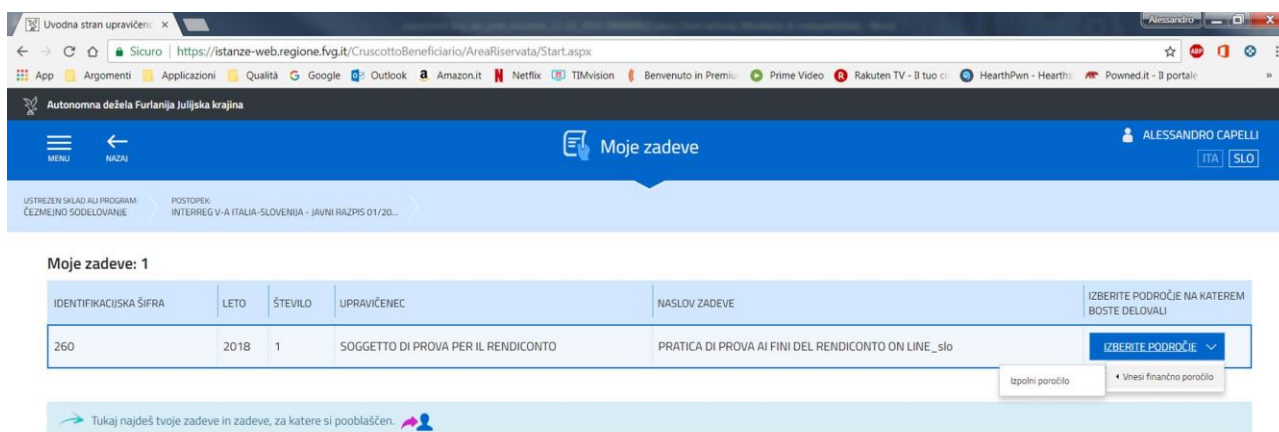 Uvodna stran upravičenc
Alessandro
Sicuro | https://istanze-web.regione.fvg.it/CruscottoBeneficiario/AreaRiservata/Start.aspx
App Argomenti Applicazioni Qualità Google Outlook Amazon.it Netflix TIMvision Benvenuto in Premiu Prime Video Rakuten TV - Il tuo ci HearthPwn - Hearths Powned.it - Il portale
Autonomna dežela Furlanija Julijska krajina
MENU NAZAJ Moje zadeve ALESSANDRO CAPELLI
ITA SLO
USTREZEN SKLAD ALI PROGRAM: POSTOPEK:
ČEZMEJNO SODELOVANJE INTERREG V-A ITALIA-SLOVENIJA - JAVNI RAZPIS 01/20...
Moje zadeve: 1
IDENTIFIKACIJSKA ŠIFRA LETO ŠTEVILO UPRAVIČENEC NASLOV ZADEVE IZBERITE PODROČJE NA KATEREM BOSTE DELOVALI
260 2018 1 SOGGETTO DI PROVA PER IL RENDICONTO PRATICA DI PROVA AI FINI DEL RENDICONTO ON LINE_slo IZBERITE PODROČJE
Izpolni poročilo Vnesi finančno poročilo
Tukaj najdeš tvoje zadeve in zadeve, za katere si pooblaščen.